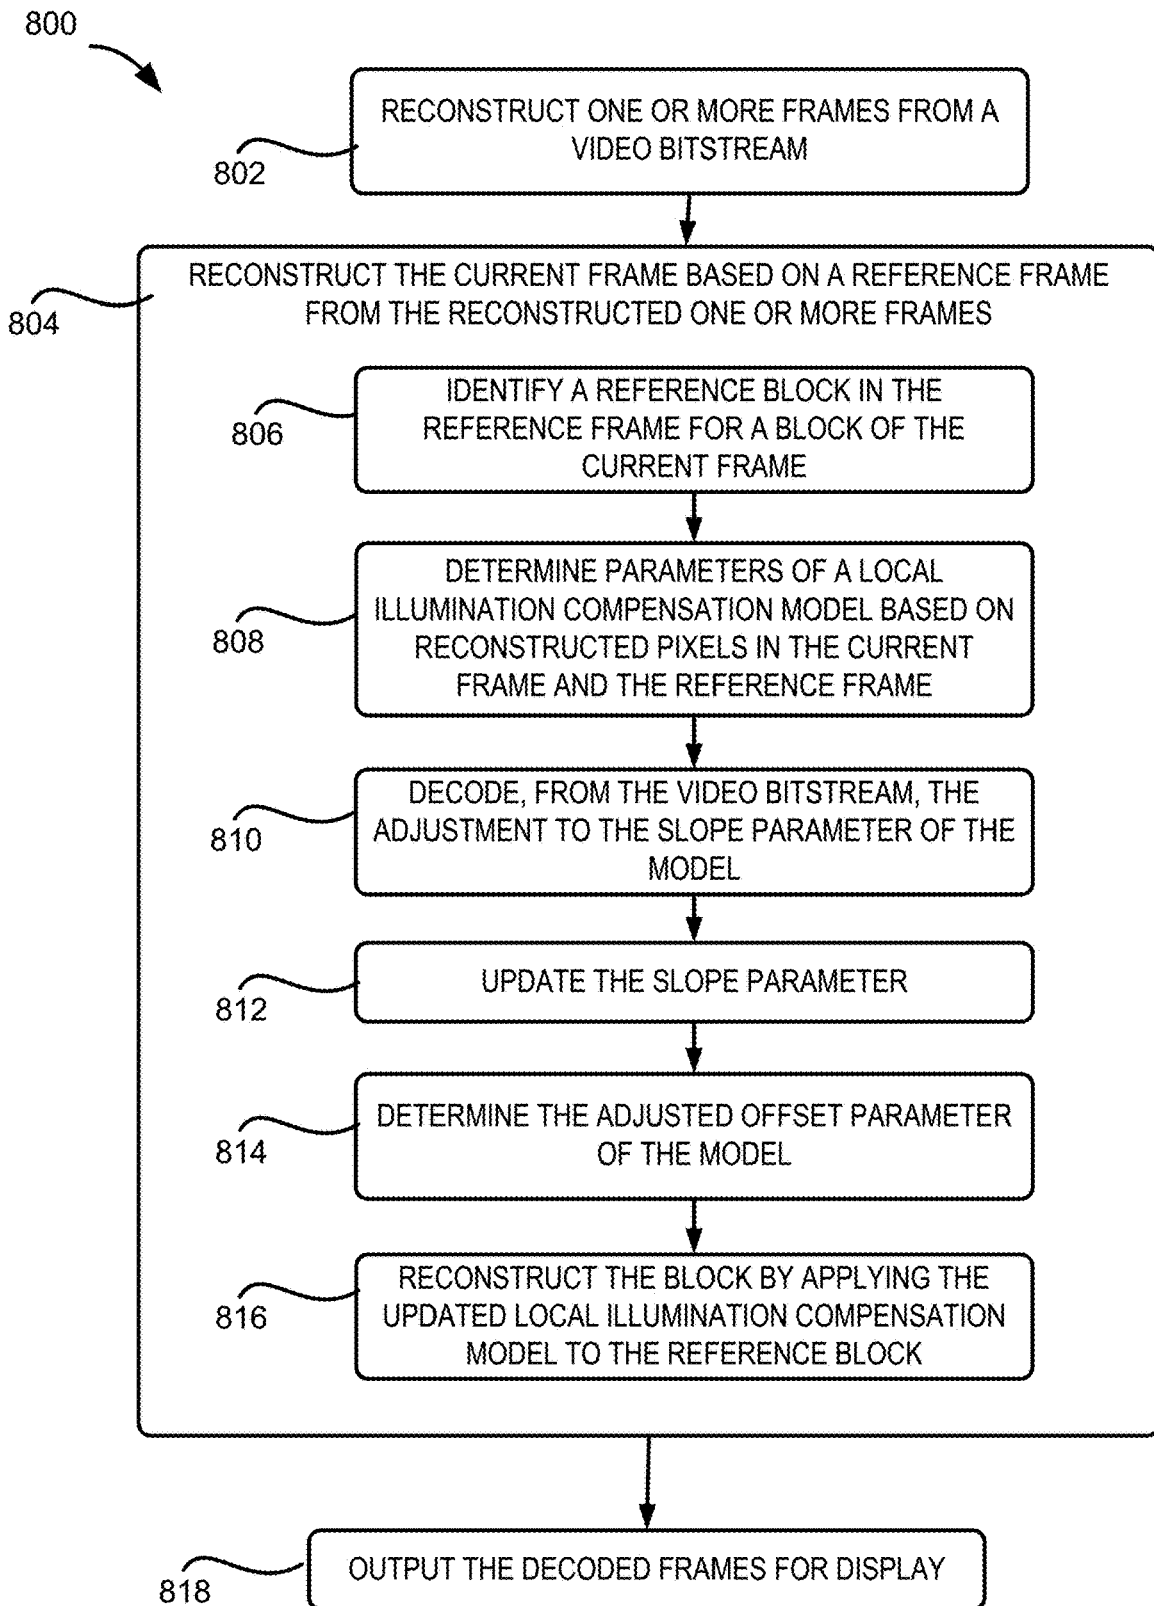 800
RECONSTRUCT ONE OR MORE FRAMES FROM A
VIDEO BITSTREAM
802
RECONSTRUCT THE CURRENT FRAME BASED ON A REFERENCE FRAME
FROM THE RECONSTRUCTED ONE OR MORE FRAMES
804
IDENTIFY A REFERENCE BLOCK IN THE
REFERENCE FRAME FOR A BLOCK OF THE
CURRENT FRAME
806
DETERMINE PARAMETERS OF A LOCAL
ILLUMINATION COMPENSATION MODEL BASED ON
RECONSTRUCTED PIXELS IN THE CURRENT
FRAME AND THE REFERENCE FRAME
808
DECODE, FROM THE VIDEO BITSTREAM, THE
ADJUSTMENT TO THE SLOPE PARAMETER OF THE
MODEL
810
UPDATE THE SLOPE PARAMETER
812
DETERMINE THE ADJUSTED OFFSET PARAMETER
OF THE MODEL
814
RECONSTRUCT THE BLOCK BY APPLYING THE
UPDATED LOCAL ILLUMINATION COMPENSATION
MODEL TO THE REFERENCE BLOCK
816
OUTPUT THE DECODED FRAMES FOR DISPLAY
818